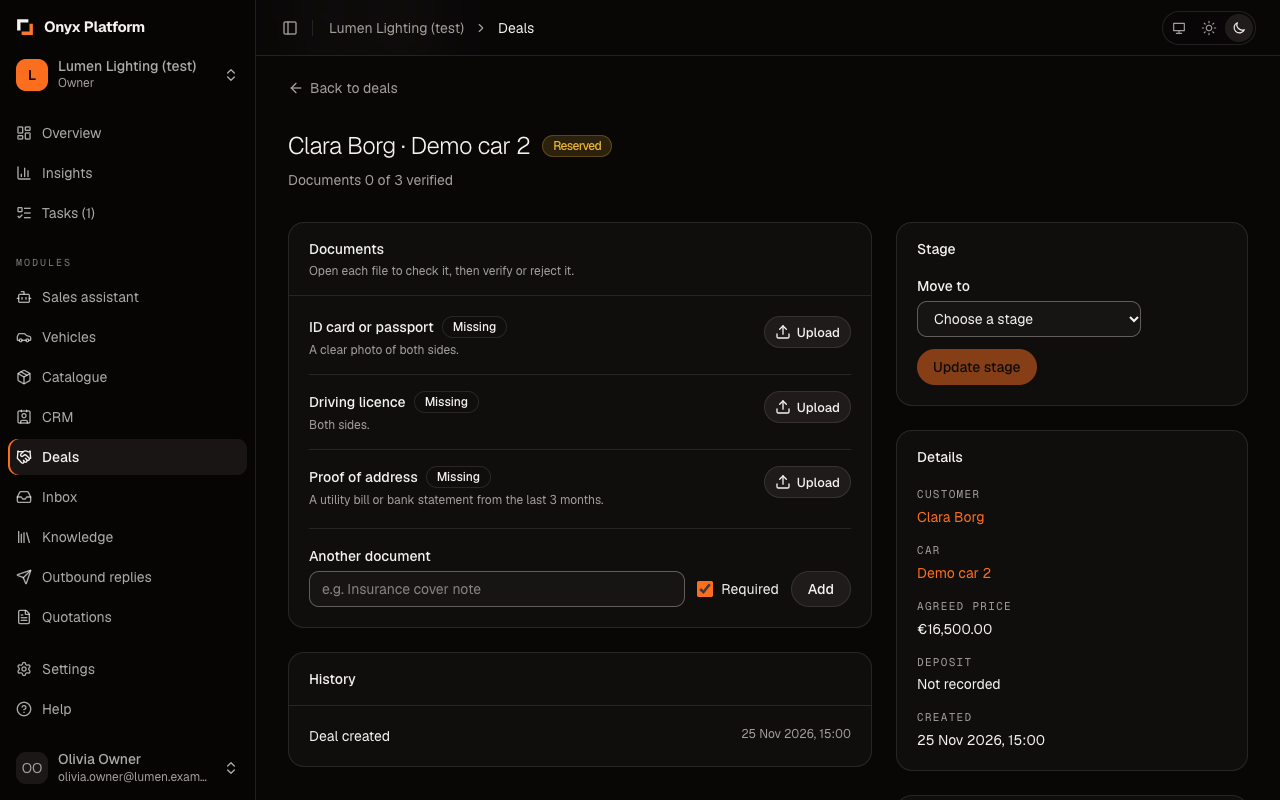 Onyx Platform
L
Lumen Lighting (test)
Owner
Overview
Insights
Tasks (1)
MODULES
Sales assistant
Vehicles
Catalogue
CRM
Deals
Inbox
Knowledge
Outbound replies
Quotations
Settings
Help
OO
Olivia Owner
olivia.owner@lumen.exam...
Lumen Lighting (test) > Deals
Back to deals
Clara Borg · Demo car 2 Reserved
Documents 0 of 3 verified
Documents
Open each file to check it, then verify or reject it.
ID card or passport Missing
A clear photo of both sides.
Upload
Driving licence Missing
Both sides.
Upload
Proof of address Missing
A utility bill or bank statement from the last 3 months.
Upload
Another document
e.g. Insurance cover note
Required
Add
History
Deal created 25 Nov 2026, 15:00
Stage
Move to
Choose a stage
Update stage
Details
CUSTOMER
Clara Borg
CAR
Demo car 2
AGREED PRICE
€16,500.00
DEPOSIT
Not recorded
CREATED
25 Nov 2026, 15:00